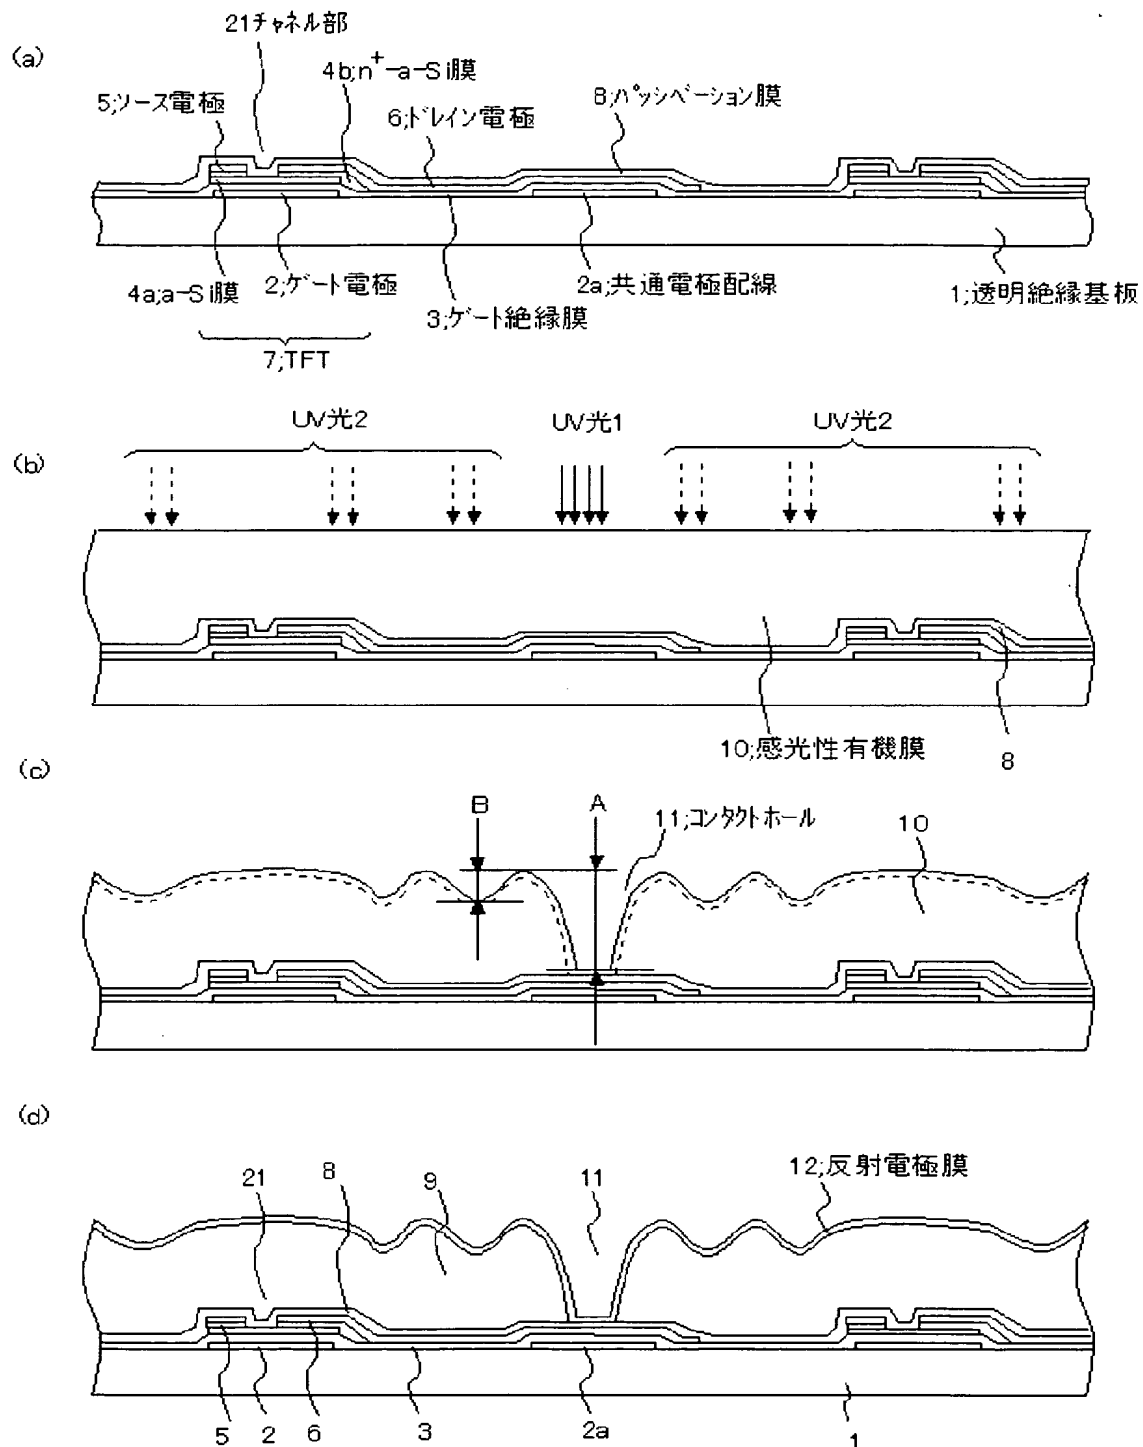 (a)
21チャネル部
4b;n+-a-Si膜
5;ソース電極
6;ドレイン電極
8;パッシベーション膜
4a;a-Si膜
2;ゲート電極
3;ゲート絶縁膜
2a;共通電極配線
1;透明絶縁基板
7;TFT
(b)
UV光2
UV光1
UV光2
10;感光性有機膜
8
(c)
B
A
11;コンタクトホール
10
(d)
21
8
9
11
12;反射電極膜
5
2
6
3
2a
1